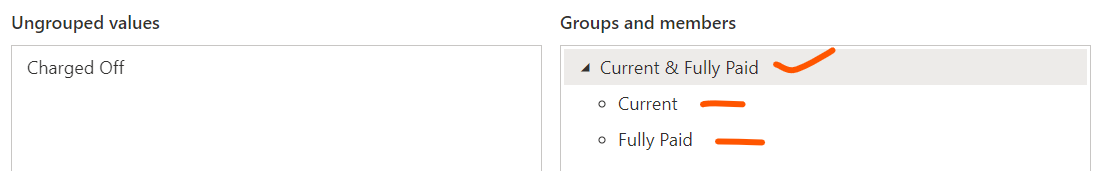 Ungrouped values
Groups and members
Charged Off
Current & Fully Paid
Current
Fully Paid